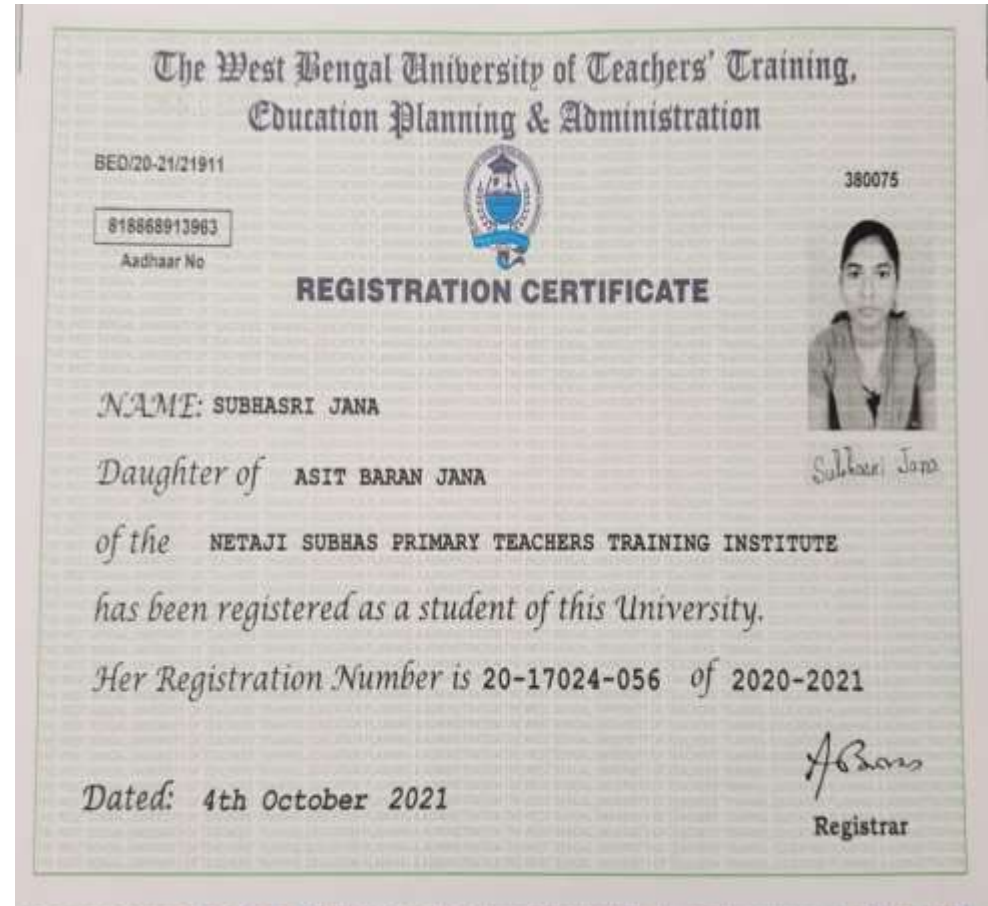 The West Bengal University of Teachers' Training,
Education Planning & Administration
BED/20-21/21911
380075
818868913963
Aadhaar No
REGISTRATION CERTIFICATE
NAME: SUBHASRI JANA
Subhasri Jana
Daughter of ASIT BARAN JANA
of the NETAJI SUBHAS PRIMARY TEACHERS TRAINING INSTITUTE
has been registered as a student of this University.
Her Registration Number is 20-17024-056 of 2020-2021
Dated: 4th October 2021
Registrar